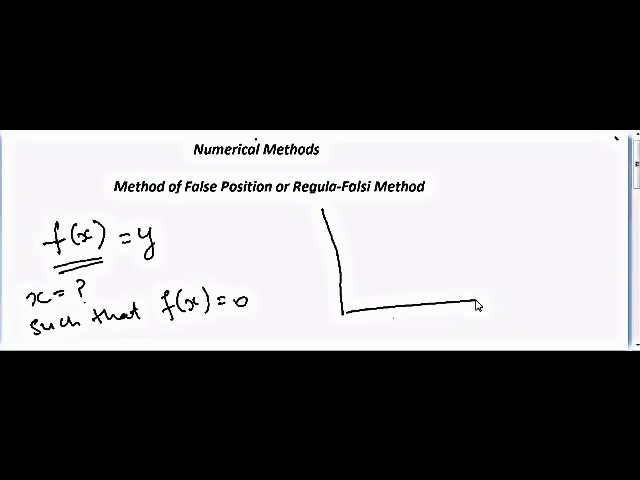 Numerical Methods
Method of False Position or Regula-Falsi Method
f(x) = y
x = ?
such that f(x) = 0